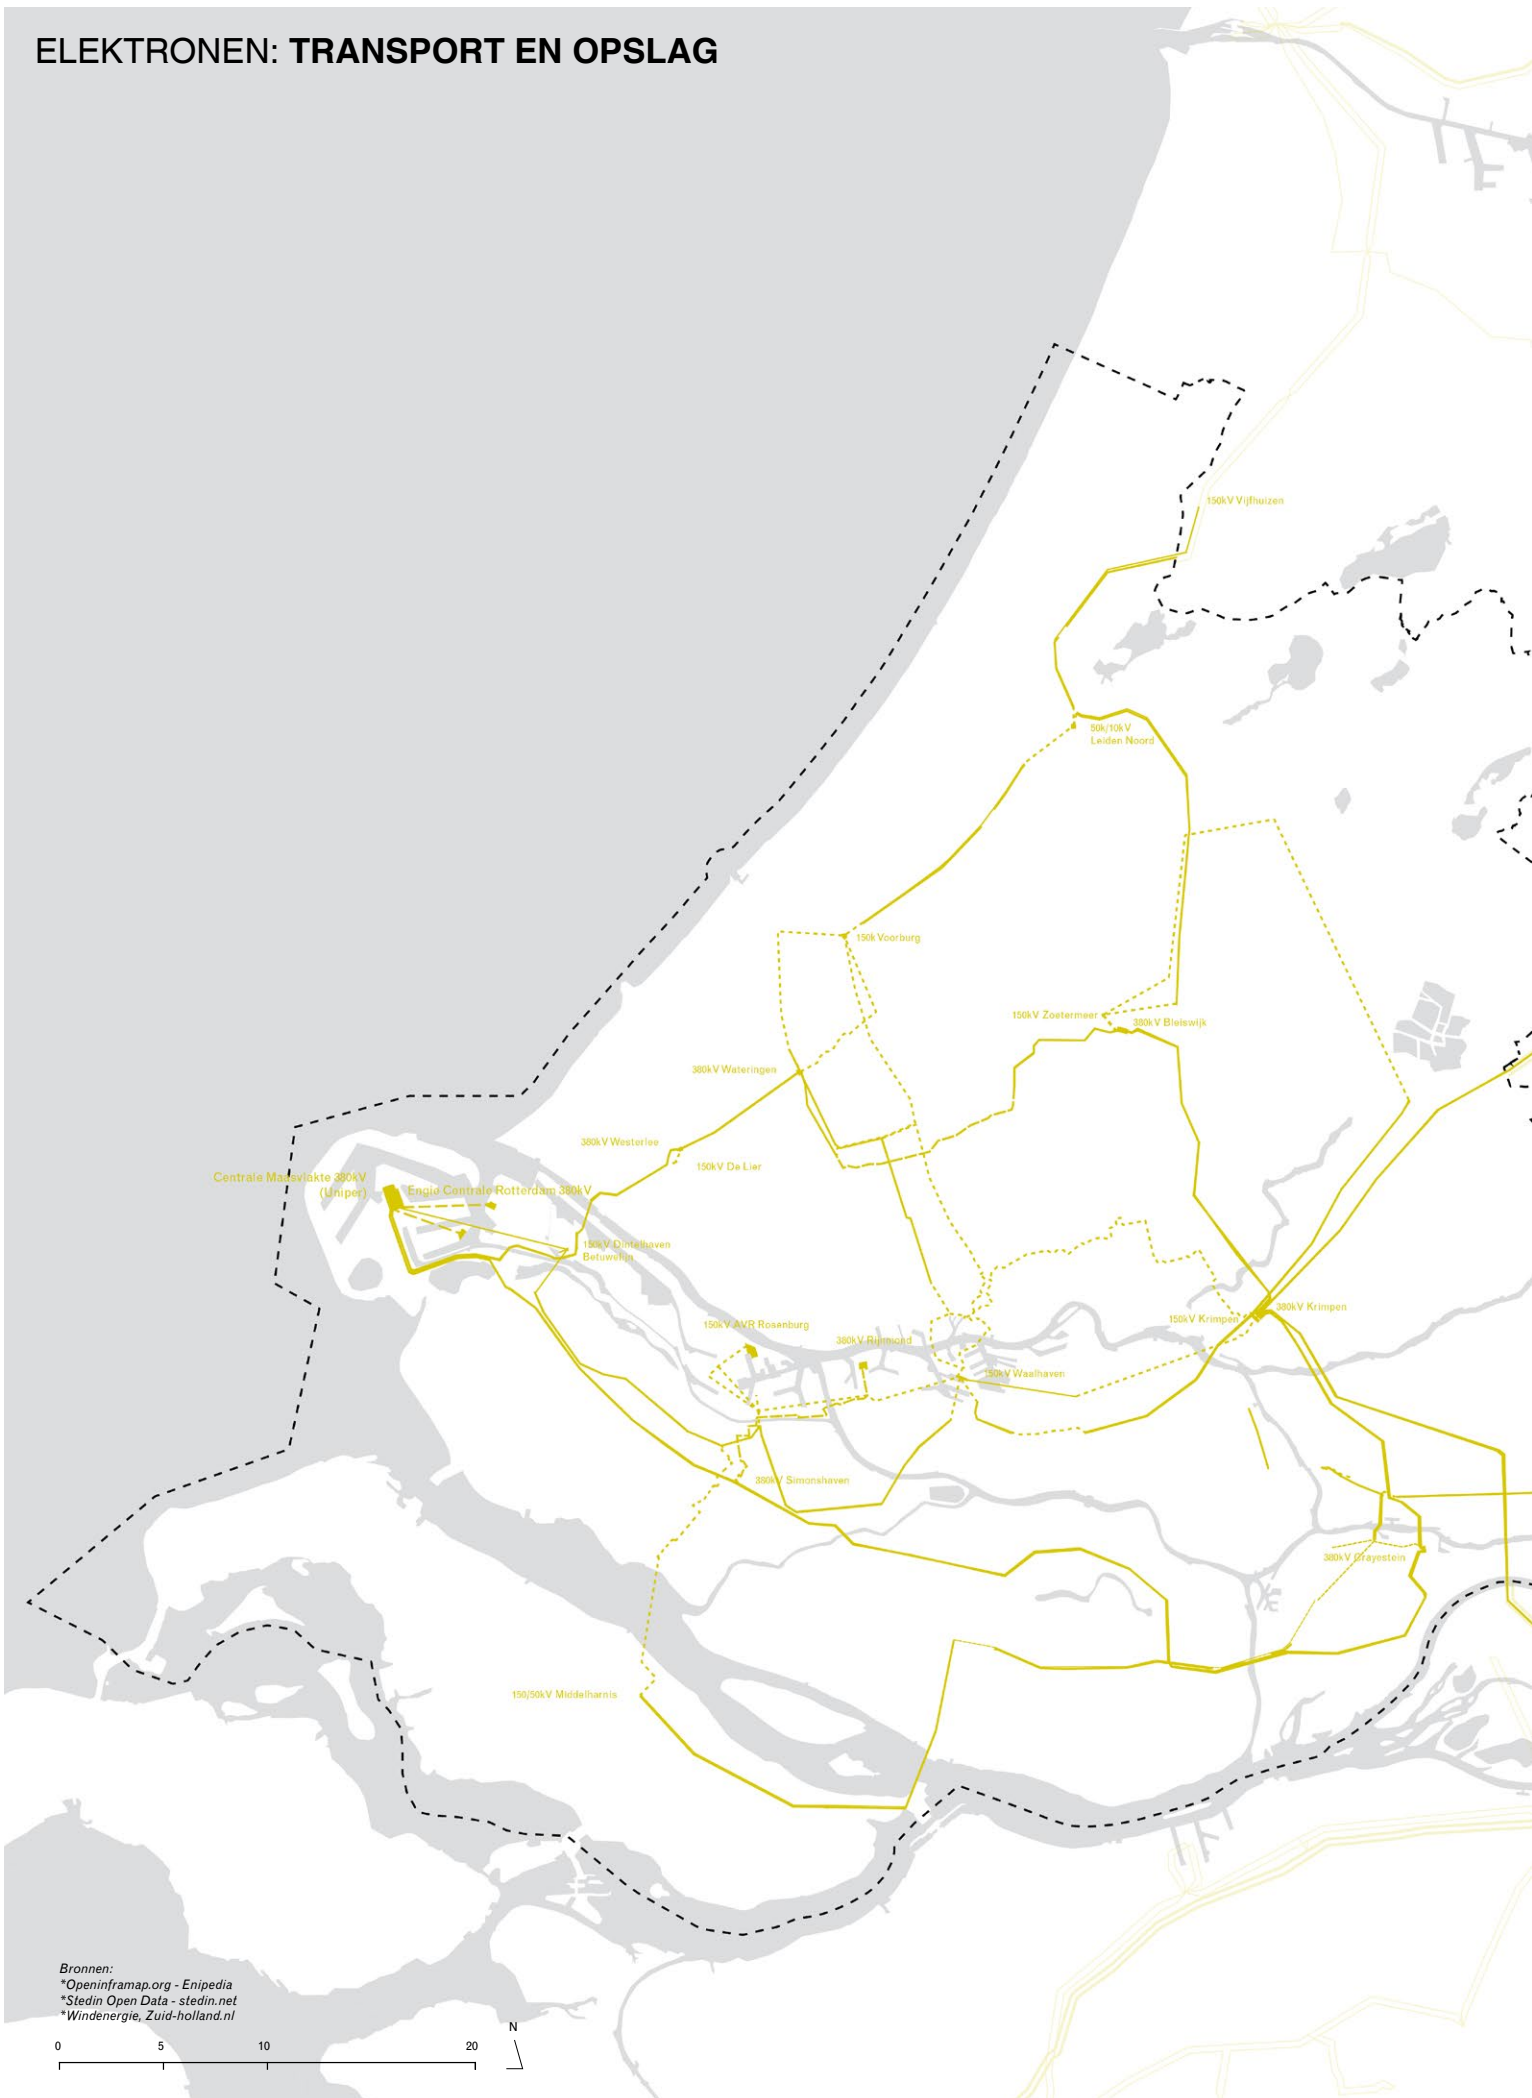 ELEKTRONEN: TRANSPORT EN OPSLAG
150kV Vijfhuizen
50k/10kV
Leiden Noord
150k Voorburg
150kV Zoetermeer
380kV Bleiswijk
380kV Wateringen
380kV Westerlee
150kV De Lier
Centrale Maasvlakte 380kV
(Uniper)
Engie Centrale Rotterdam 380kV
150kV Dintelhaven
Betuwelijn
150kV AVR Rosenburg
380kV Rijnmond
150kV Krimpen
380kV Krimpen
150kV Waalhaven
380kV Simonshaven
380kV Crayestein
150/50kV Middelharnis
Bronnen:
*Openinframap.org - Enipedia
*Stedin Open Data - stedin.net
*Windenergie, Zuid-holland.nl
0 5 10 20
N